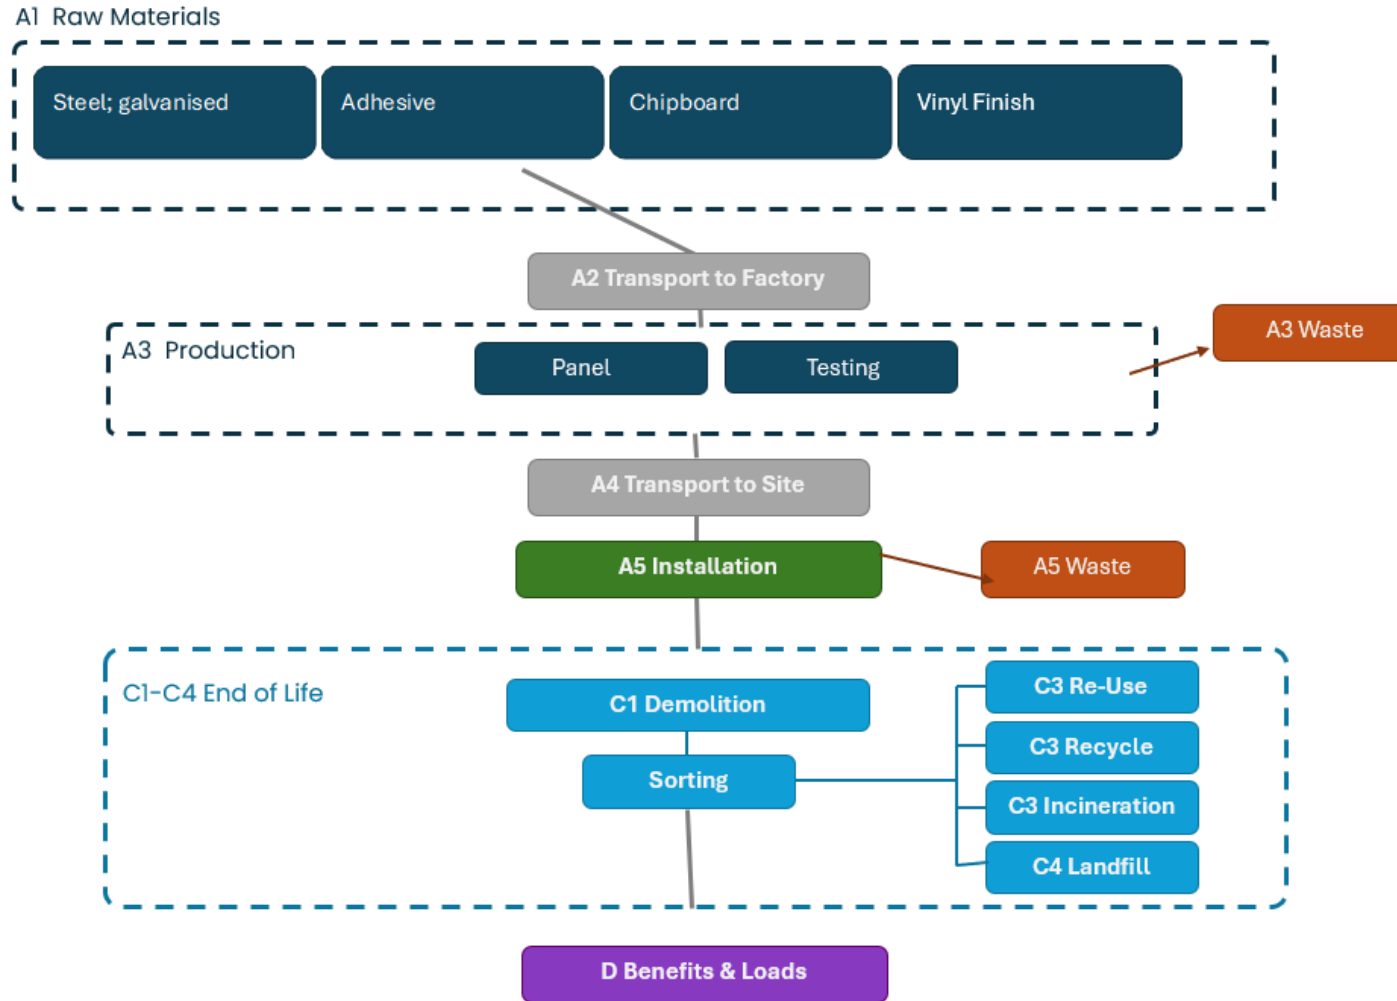 A1 Raw Materials
Steel; galvanised
Adhesive
Chipboard
Vinyl Finish
A2 Transport to Factory
A3 Production
Panel
Testing
A3 Waste
A4 Transport to Site
A5 Installation
A5 Waste
C1-C4 End of Life
C1 Demolition
Sorting
C3 Re-Use
C3 Recycle
C3 Incineration
C4 Landfill
D Benefits & Loads